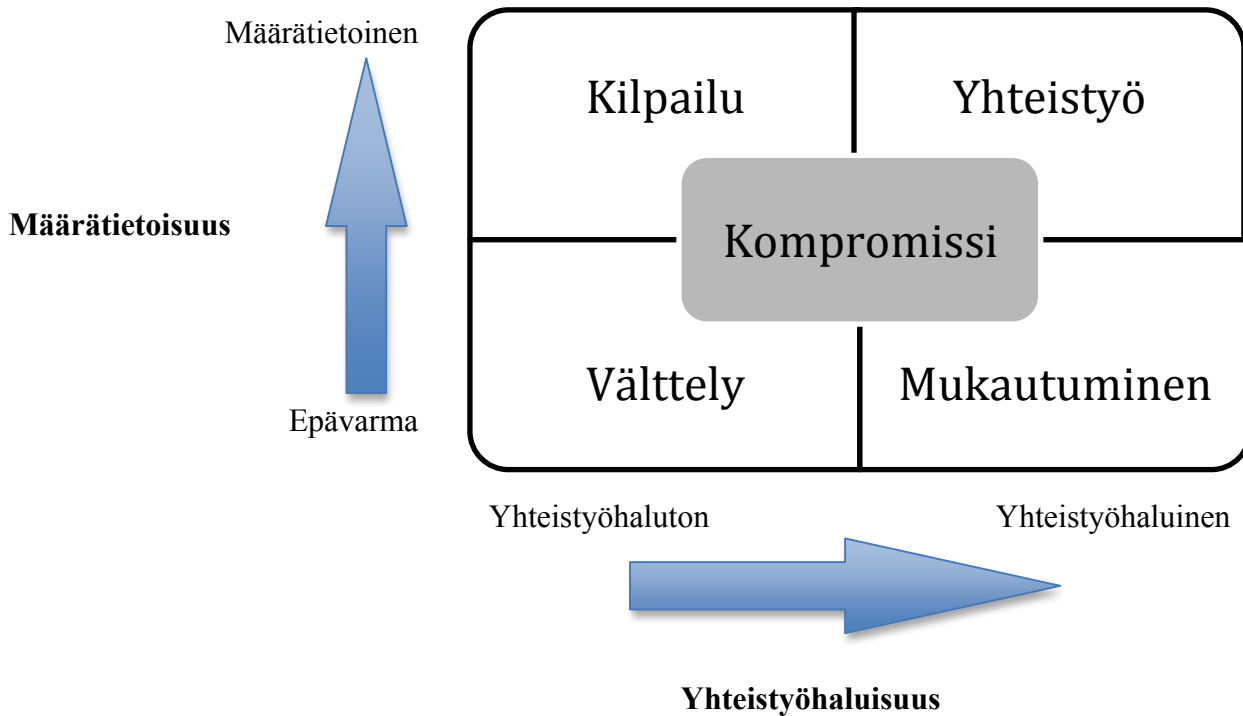 Määrätietoinen
Kilpailu
Yhteistyö
Määrätietoisuus
Kompromissi
Välttely
Mukautuminen
Epävarma
Yhteistyöhaluton
Yhteistyöhaluinen
Yhteistyöhaluisuus